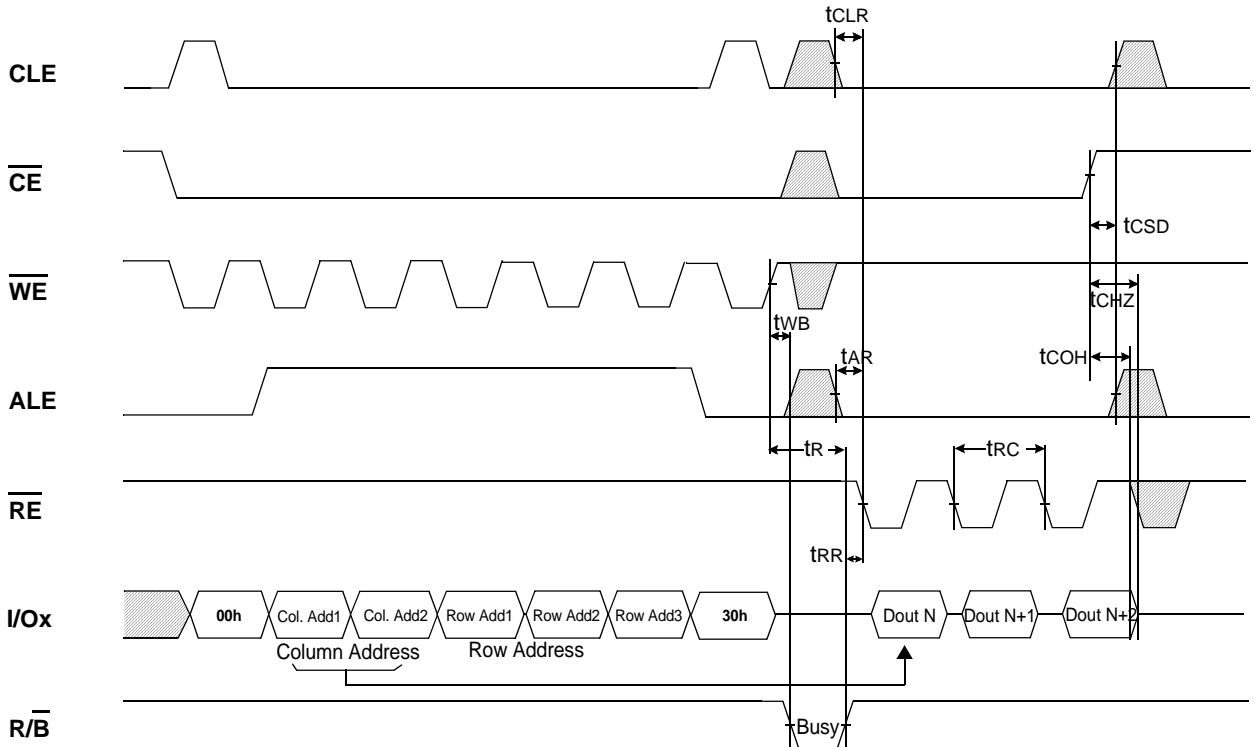 tCLR
CLE
CE
tCSD
WE
tCHZ
tWB
tAR
tCOH
ALE
tR
tRC
RE
tRR
I/Ox
00h
Col. Add1
Col. Add2
Row Add1
Row Add2
Row Add3
30h
Dout N
Dout N+1
Dout N+2
Column Address
Row Address
R/B
Busy